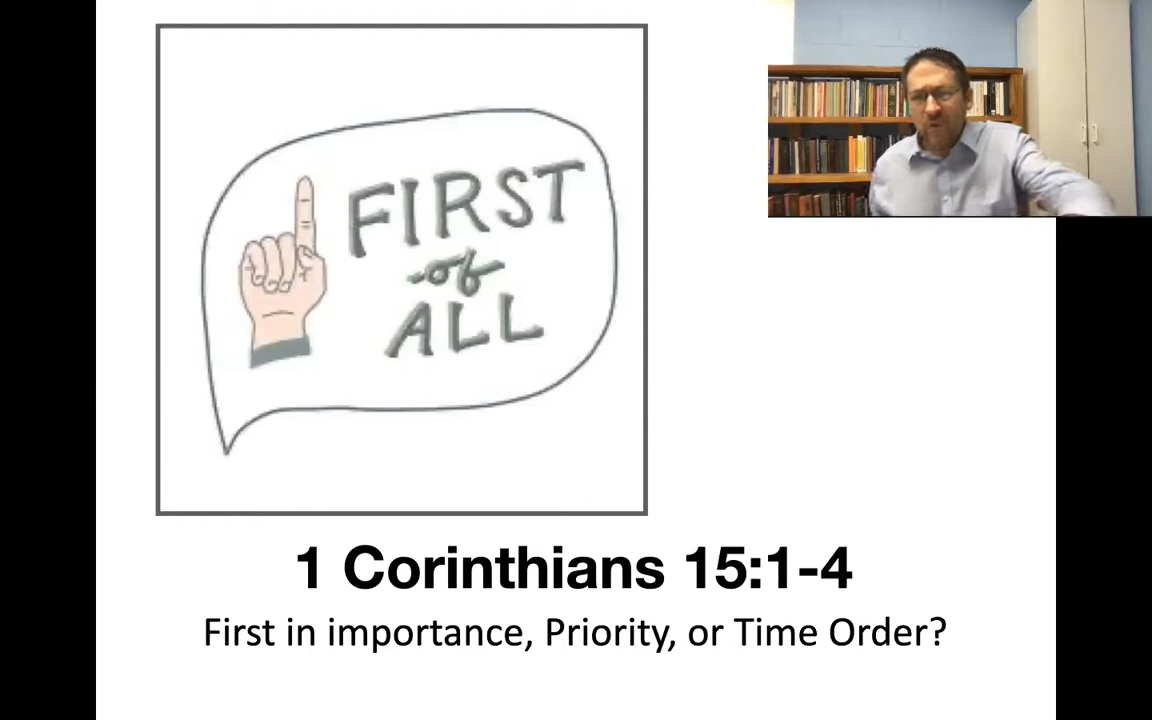 FIRST
of
ALL
1 Corinthians 15:1-4
First in importance, Priority, or Time Order?